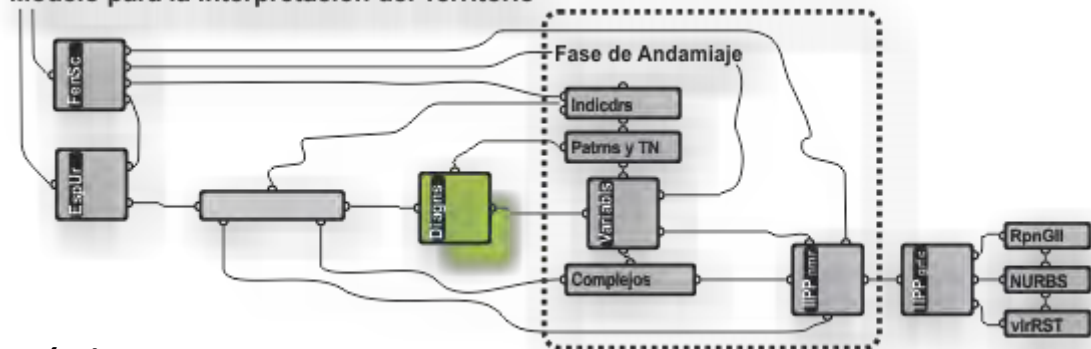 Modelo para la Interpretación del Territorio
Fase de Andamiaje
FenSc
Indicdrs
Patrns y TN
EspUr
Diagns
Variabls
RpnGll
Complejos
UPP
UPP
NURBS
vlrRST